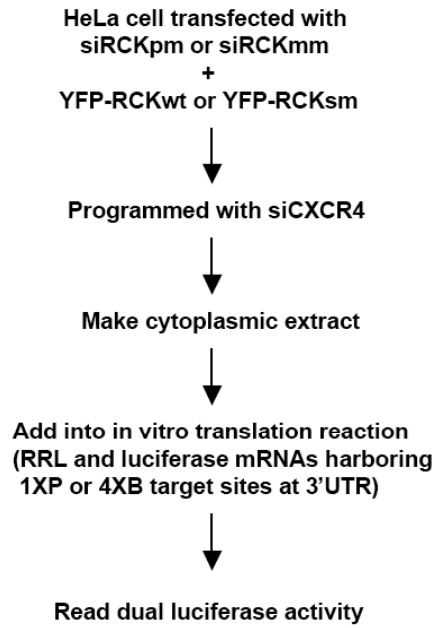 HeLa cell transfected with
siRCKpm or siRCKmm
+
YFP-RCKwt or YFP-RCKsm
Programmed with siCXCR4
Make cytoplasmic extract
Add into in vitro translation reaction
(RRL and luciferase mRNAs harboring
1XP or 4XB target sites at 3'UTR)
Read dual luciferase activity